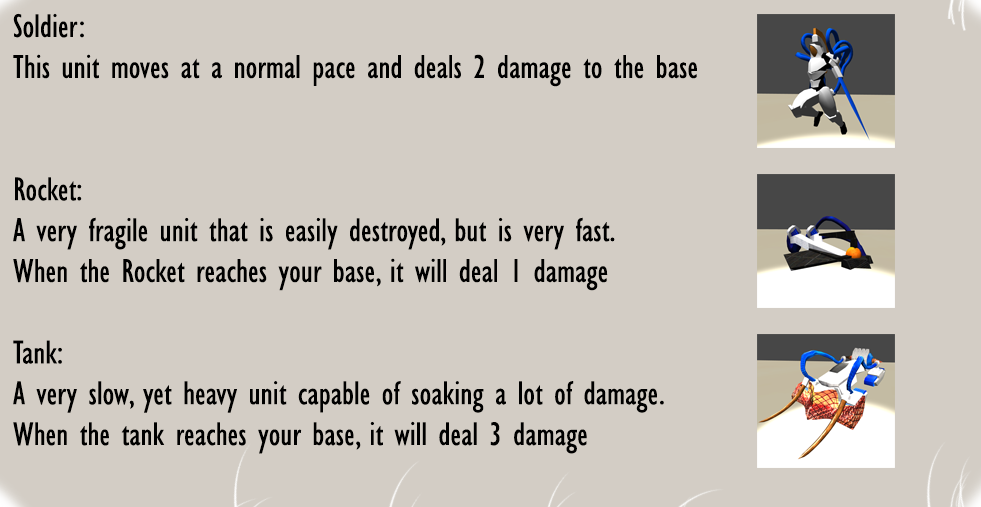 Soldier:
This unit moves at a normal pace and deals 2 damage to the base
Rocket:
A very fragile unit that is easily destroyed, but is very fast.
When the Rocket reaches your base, it will deal 1 damage
Tank:
A very slow, yet heavy unit capable of soaking a lot of damage.
When the tank reaches your base, it will deal 3 damage